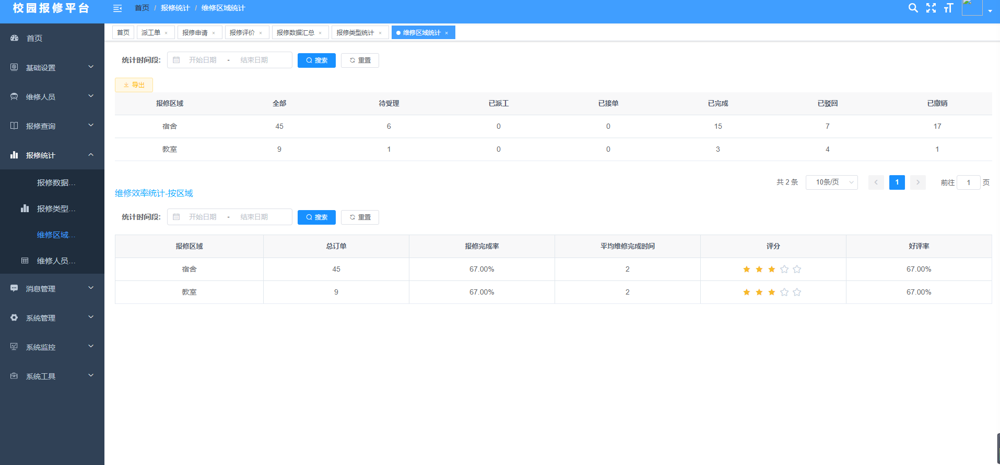 校园报修平台
首页 / 报修统计 / 维修区域统计
首页
基础设置
维修人员
报修查询
报修统计
报修数据...
报修类型...
维修区域...
维修人员...
消息管理
系统管理
系统监控
系统工具
首页 派工单 × 报修申请 × 报修评价 × 报修数据汇总 × 报修类型统计 × 维修区域统计 ×
统计时间段: 开始日期 - 结束日期 搜索 重置
导出
报修区域 全部 待受理 已派工 已接单 已完成 已驳回 已撤销
宿舍 45 6 0 0 15 7 17
教室 9 1 0 0 3 4 1
共 2 条 10条/页 1 前往 1 页
维修效率统计-按区域
统计时间段: 开始日期 - 结束日期 搜索 重置
报修区域 总订单 报修完成率 平均维修完成时间 评分 好评率
宿舍 45 67.00% 2 67.00%
教室 9 67.00% 2 67.00%